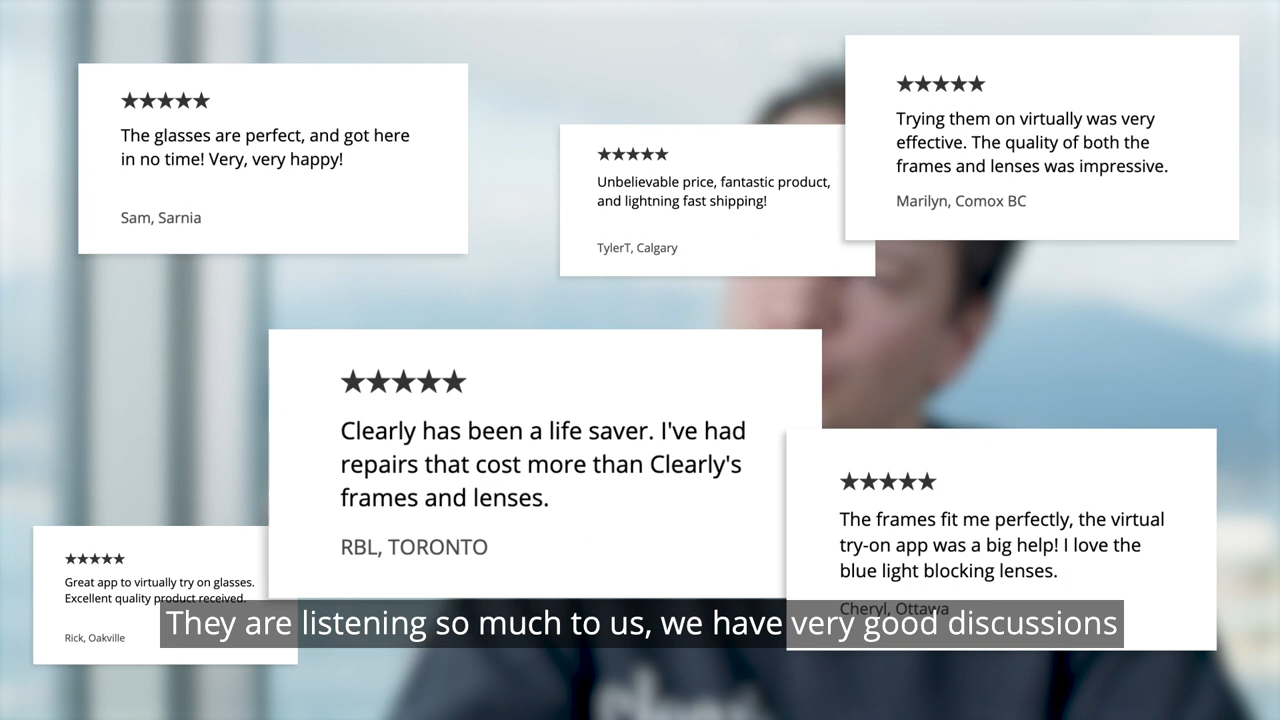 ★★★★★
The glasses are perfect, and got here
in no time! Very, very happy!
Sam, Sarnia
★★★★★
Unbelievable price, fantastic product,
and lightning fast shipping!
TylerT, Calgary
★★★★★
Trying them on virtually was very
effective. The quality of both the
frames and lenses was impressive.
Marilyn, Comox BC
★★★★★
Clearly has been a life saver. I've had
repairs that cost more than Clearly's
frames and lenses.
RBL, TORONTO
★★★★★
The frames fit me perfectly, the virtual
try-on app was a big help! I love the
blue light blocking lenses.
Cheryl, Ottawa
★★★★★
Great app to virtually try on glasses.
Excellent quality product received.
Rick, Oakville
They are listening so much to us, we have very good discussions